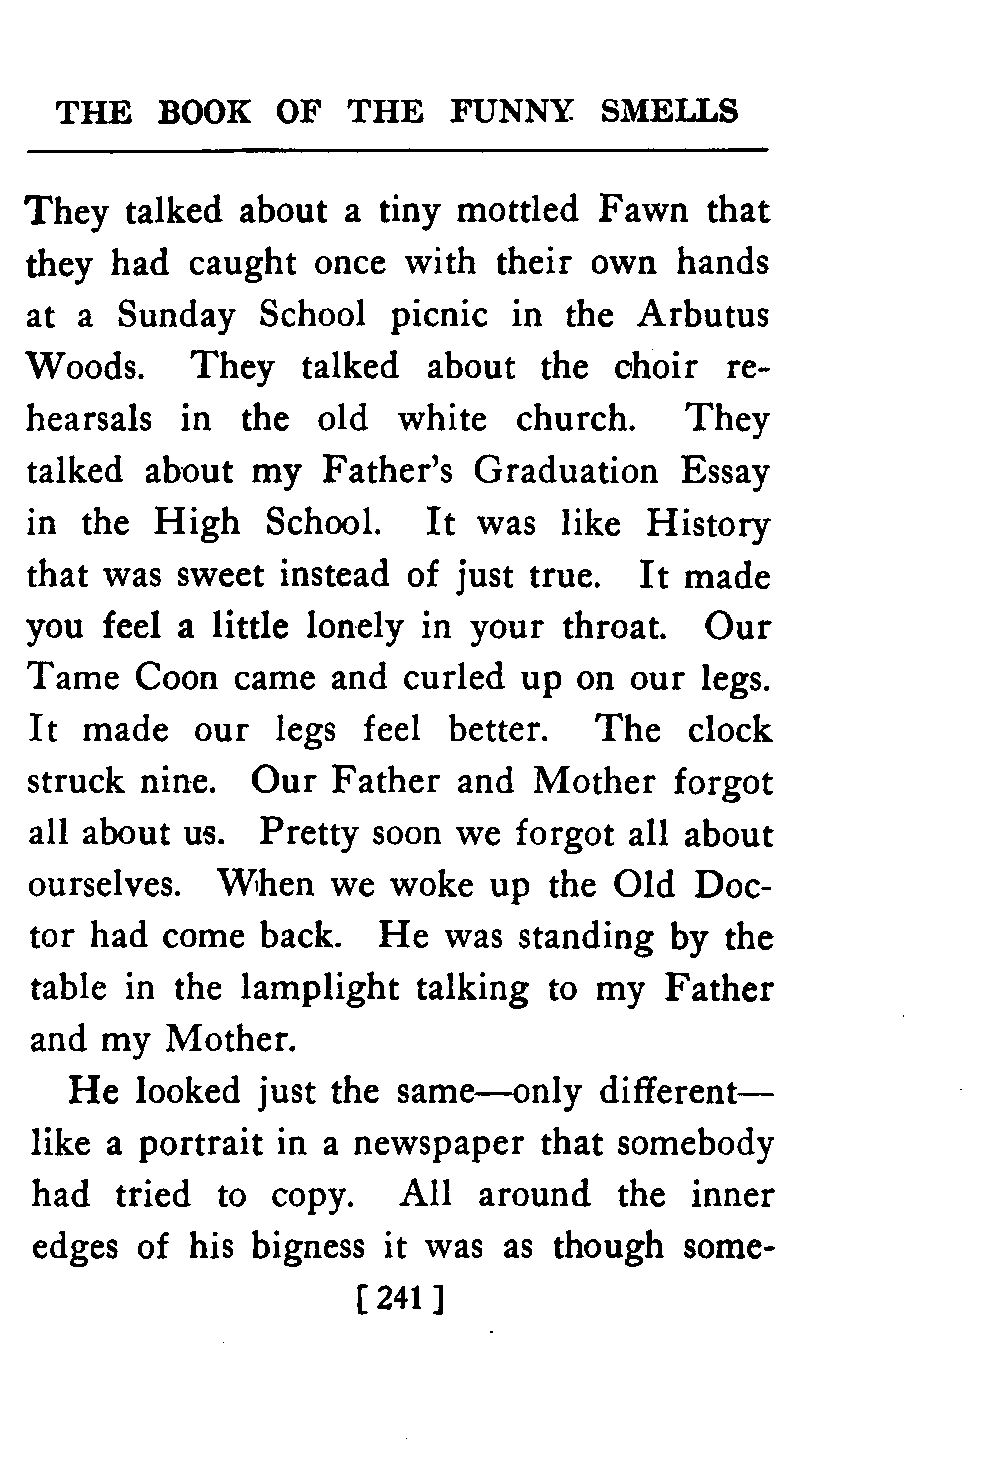 THE BOOK OF THE FUNNY SMELLS
They talked about a tiny mottled Fawn that
they had caught once with their own hands
at a Sunday School picnic in the Arbutus
Woods. They talked about the choir re-
hearsals in the old white church. They
talked about my Father's Graduation Essay
in the High School. It was like History
that was sweet instead of just true. It made
you feel a little lonely in your throat. Our
Tame Coon came and curled up on our legs.
It made our legs feel better. The clock
struck nine. Our Father and Mother forgot
all about us. Pretty soon we forgot all about
ourselves. When we woke up the Old Doc-
tor had come back. He was standing by the
table in the lamplight talking to my Father
and my Mother.
He looked just the same—only different—
like a portrait in a newspaper that somebody
had tried to copy. All around the inner
edges of his bigness it was as though some-
[ 241 ]